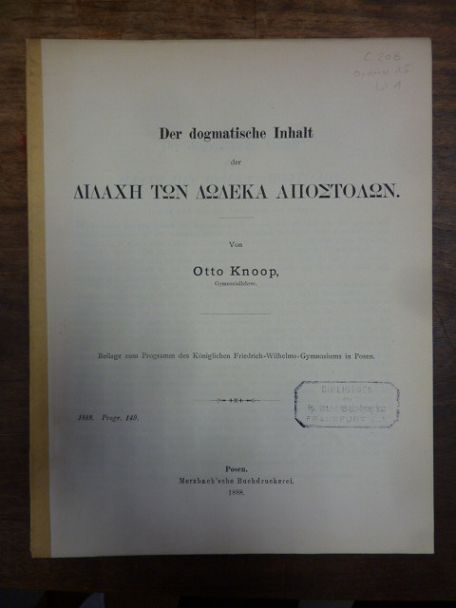 C 208
Der dogmatische Inhalt
der
ΔΙΔΑΧΗ ΤΩΝ ΔΩΔΕΚΑ ΑΠΟΣΤΟΛΩΝ.
Von
Otto Knoop,
Gymnasiallehrer.
Beilage zum Programm des Königlichen Friedrich-Wilhelms-Gymnasiums in Posen.
1888. Progr. 149.
Posen.
Merzbach'sche Buchdruckerei.
1888.